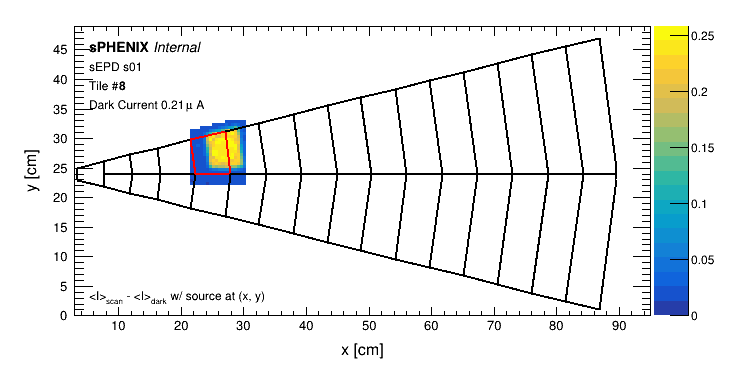 sPHENIX Internal
sEPD s01
Tile #8
Dark Current 0.21 μ A
<I>scan - <I>dark w/ source at (x, y)
y [cm]
45
40
35
30
25
20
15
10
5
0
10 20 30 40 50 60 70 80 90
x [cm]
0.25
0.2
0.15
0.1
0.05
0